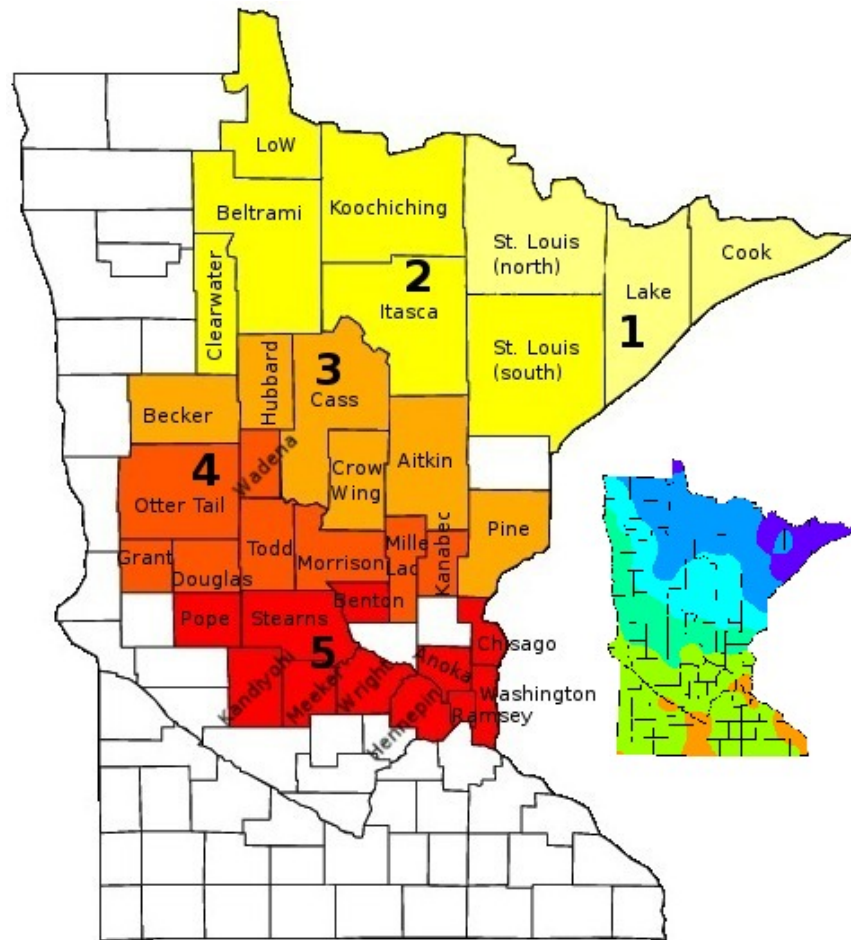 LoW
Beltrami
Koochiching
St. Louis
(north)
Cook
Clearwater
2
Itasca
Lake
1
St. Louis
(south)
Hubbard
3
Cass
Becker
Wadena
4
Otter Tail
Crow
Wing
Aitkin
Pine
Grant
Douglas
Todd
Morrison
Mille
Lac
Kanabec
Benton
Pope
Stearns
5
Chisago
Anoka
Kandiyohi
Meeker
Wright
Washington
Ramsey
Hennepin